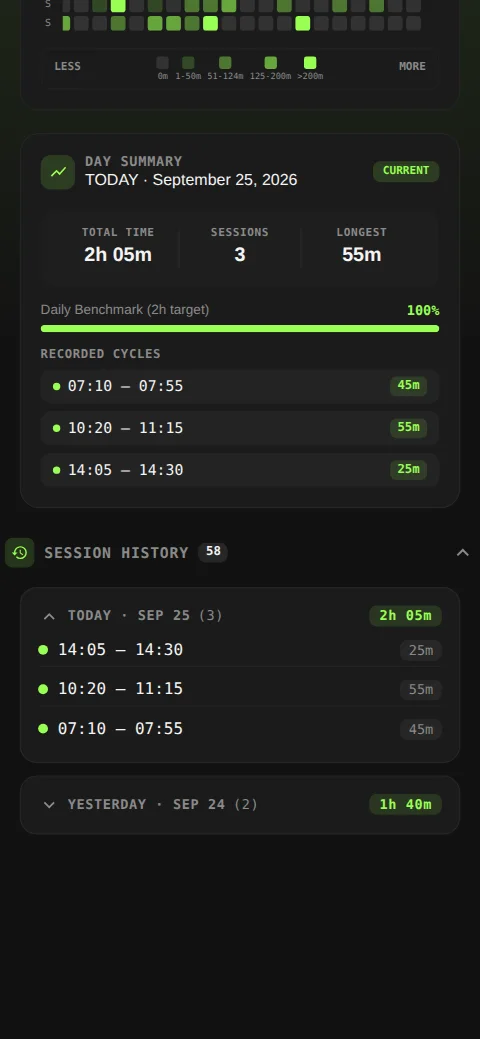 S
S
LESS
0m 1-50m 51-124m 125-200m >200m
MORE
DAY SUMMARY
TODAY · September 25, 2026
CURRENT
TOTAL TIME
2h 05m
SESSIONS
3
LONGEST
55m
Daily Benchmark (2h target)
100%
RECORDED CYCLES
07:10 – 07:55 45m
10:20 – 11:15 55m
14:05 – 14:30 25m
SESSION HISTORY 58
TODAY · SEP 25 (3) 2h 05m
14:05 – 14:30 25m
10:20 – 11:15 55m
07:10 – 07:55 45m
YESTERDAY · SEP 24 (2) 1h 40m